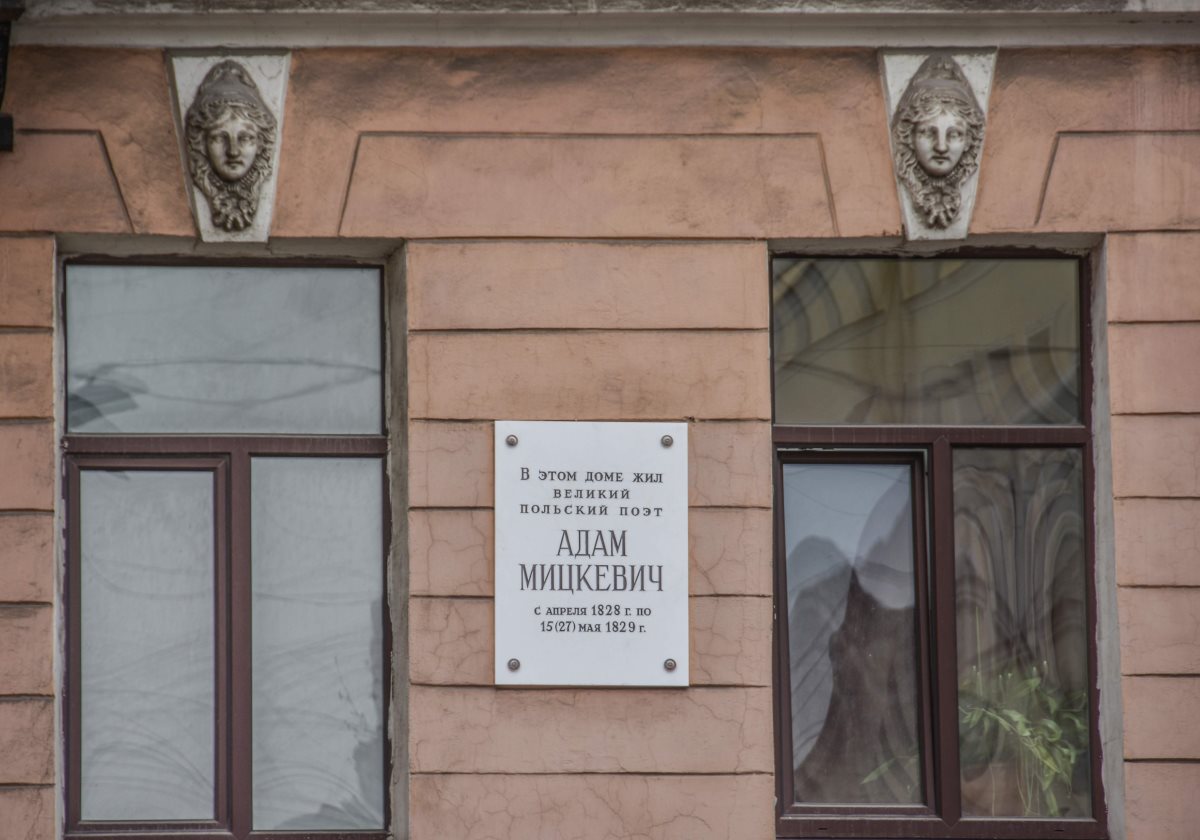 В этом доме жил
великий
польский поэт
АДАМ
МИЦКЕВИЧ
с апреля 1828 г. по
15(27) мая 1829 г.